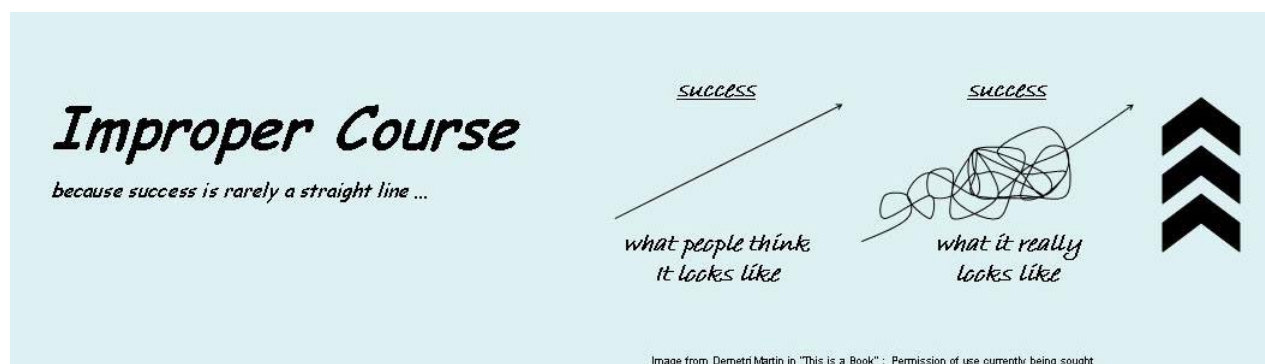 Improper Course
because success is rarely a straight line ...
success
what people think
It looks like
success
what it really
looks like
Image from Demetri Martin in "This is a Book" : Permission of use currently being sought